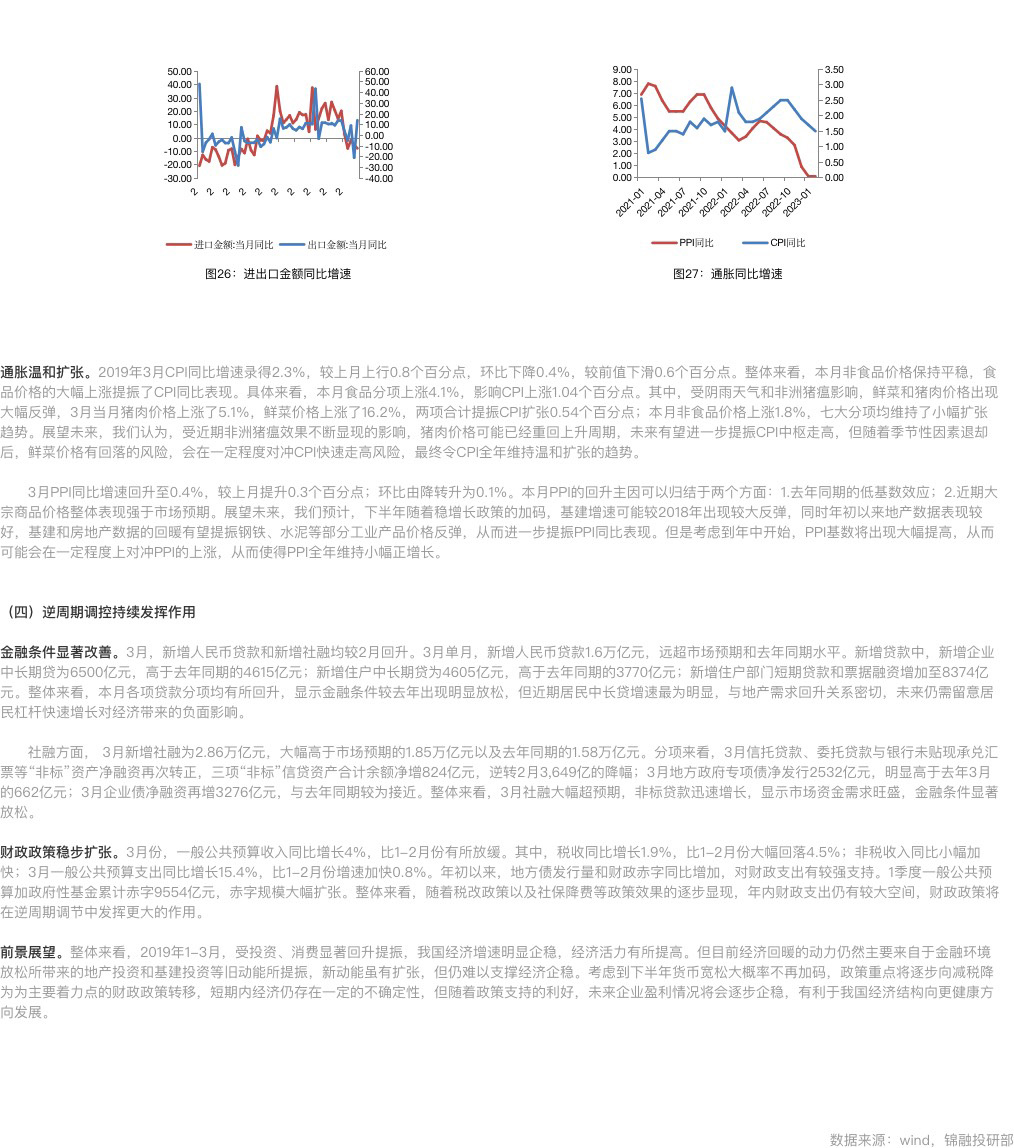 50.00
40.00
30.00
20.00
10.00
0.00
-10.00
-20.00
-30.00
60.00
50.00
40.00
30.00
20.00
10.00
0.00
-10.00
-20.00
-30.00
-40.00
2 2 2 2 2 2 2 2 2 2
进口金额:当月同比 出口金额:当月同比
图26：进出口金额同比增速
9.00
8.00
7.00
6.00
5.00
4.00
3.00
2.00
1.00
0.00
3.50
3.00
2.50
2.00
1.50
1.00
0.50
0.00
2021-01 2021-04 2021-07 2021-10 2022-01 2022-04 2022-07 2022-10 2023-01
PPI同比 CPI同比
图27：通胀同比增速
通胀温和扩张。2019年3月CPI同比增速录得2.3%，较上月上行0.8个百分点，环比下降0.4%，较前值下滑0.6个百分点。整体来看，本月非食品价格保持平稳，食
品价格的大幅上涨提振了CPI同比表现。具体来看，本月食品分项上涨4.1%，影响CPI上涨1.04个百分点。其中，受阴雨天气和非洲猪瘟影响，鲜菜和猪肉价格出现
大幅反弹，3月当月猪肉价格上涨了5.1%，鲜菜价格上涨了16.2%，两项合计提振CPI扩张0.54个百分点；本月非食品价格上涨1.8%，七大分项均维持了小幅扩张
趋势。展望未来，我们认为，受近期非洲猪瘟效果不断显现的影响，猪肉价格可能已经重回上升周期，未来有望进一步提振CPI中枢走高，但随着季节性因素退却
后，鲜菜价格有回落的风险，会在一定程度对冲CPI快速走高风险，最终令CPI全年维持温和扩张的趋势。
3月PPI同比增速回升至0.4%，较上月提升0.3个百分点；环比由降转升为0.1%。本月PPI的回升主因可以归结于两个方面：1.去年同期的低基数效应；2.近期大
宗商品价格整体表现强于市场预期。展望未来，我们预计，下半年随着稳增长政策的加码，基建增速可能较2018年出现较大反弹，同时年初以来地产数据表现较
好，基建和房地产数据的回暖有望提振钢铁、水泥等部分工业产品价格反弹，从而进一步提振PPI同比表现。但是考虑到年中开始，PPI基数将出现大幅提高，从而
可能会在一定程度上对冲PPI的上涨，从而使得PPI全年维持小幅正增长。
（四）逆周期调控持续发挥作用
金融条件显著改善。3月，新增人民币贷款和新增社融均较2月回升。3月单月，新增人民币贷款1.6万亿元，远超市场预期和去年同期水平。新增贷款中，新增企业
中长期贷为6500亿元，高于去年同期的4615亿元；新增住户中长期贷为4605亿元，高于去年同期的3770亿元；新增住户部门短期贷款和票据融资增加至8374亿
元。整体来看，本月各项贷款分项均有所回升，显示金融条件较去年出现明显放松，但近期居民中长贷增速最为明显，与地产需求回升关系密切，未来仍需留意居
民杠杆快速增长对经济带来的负面影响。
社融方面， 3月新增社融为2.86万亿元，大幅高于市场预期的1.85万亿元以及去年同期的1.58万亿元。分项来看，3月信托贷款、委托贷款与银行未贴现承兑汇
票等“非标”资产净融资再次转正，三项“非标”信贷资产合计余额净增824亿元，逆转2月3,649亿的降幅；3月地方政府专项债净发行2532亿元，明显高于去年3月
的662亿元；3月企业债净融资再增3276亿元，与去年同期较为接近。整体来看，3月社融大幅超预期，非标贷款迅速增长，显示市场资金需求旺盛，金融条件显著
放松。
财政政策稳步扩张。3月份，一般公共预算收入同比增长4%，比1-2月份有所放缓。其中，税收同比增长1.9%，比1-2月份大幅回落4.5%；非税收入同比小幅加
快；3月一般公共预算支出同比增长15.4%，比1-2月份增速加快0.8%。年初以来，地方债发行量和财政赤字同比增加，对财政支出有较强支持。1季度一般公共预
算加政府性基金累计赤字9554亿元，赤字规模大幅扩张。整体来看，随着税改政策以及社保降费等政策效果的逐步显现，年内财政支出仍有较大空间，财政政策将
在逆周期调节中发挥更大的作用。
前景展望。整体来看，2019年1-3月，受投资、消费显著回升提振，我国经济增速明显企稳，经济活力有所提高。但目前经济回暖的动力仍然主要来自于金融环境
放松所带来的地产投资和基建投资等旧动能所提振，新动能虽有扩张，但仍难以支撑经济企稳。考虑到下半年货币宽松大概率不再加码，政策重点将逐步向减税降
为为主要着力点的财政政策转移，短期内经济仍存在一定的不确定性，但随着政策支持的利好，未来企业盈利情况将会逐步企稳，有利于我国经济结构向更健康方
向发展。
数据来源：wind，锦融投研部